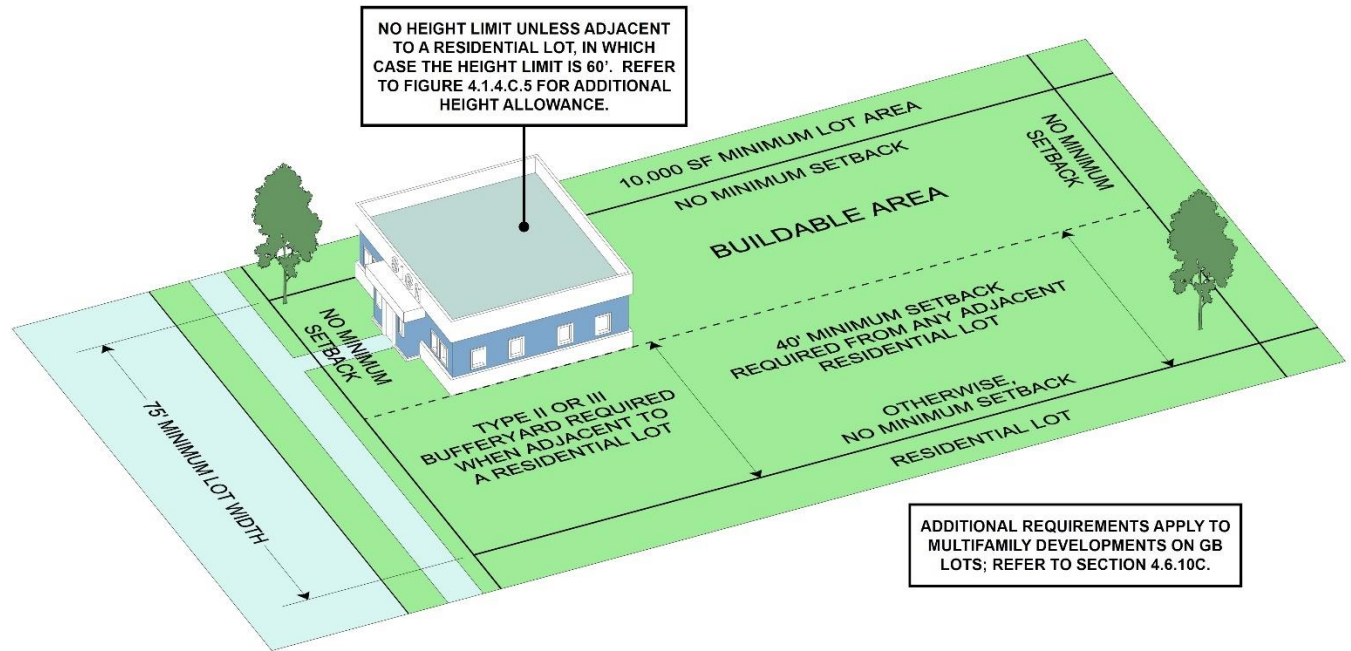 NO HEIGHT LIMIT UNLESS ADJACENT
TO A RESIDENTIAL LOT, IN WHICH
CASE THE HEIGHT LIMIT IS 60'. REFER
TO FIGURE 4.1.4.C.5 FOR ADDITIONAL
HEIGHT ALLOWANCE.
10,000 SF MINIMUM LOT AREA
NO MINIMUM SETBACK
NO MINIMUM
SETBACK
BUILDABLE AREA
NO MINIMUM
SETBACK
40' MINIMUM SETBACK
REQUIRED FROM ANY ADJACENT
RESIDENTIAL LOT
OTHERWISE,
NO MINIMUM SETBACK
TYPE II OR III
BUFFERYARD REQUIRED
WHEN ADJACENT TO
A RESIDENTIAL LOT
RESIDENTIAL LOT
75' MINIMUM LOT WIDTH
ADDITIONAL REQUIREMENTS APPLY TO
MULTIFAMILY DEVELOPMENTS ON GB
LOTS; REFER TO SECTION 4.6.10C.